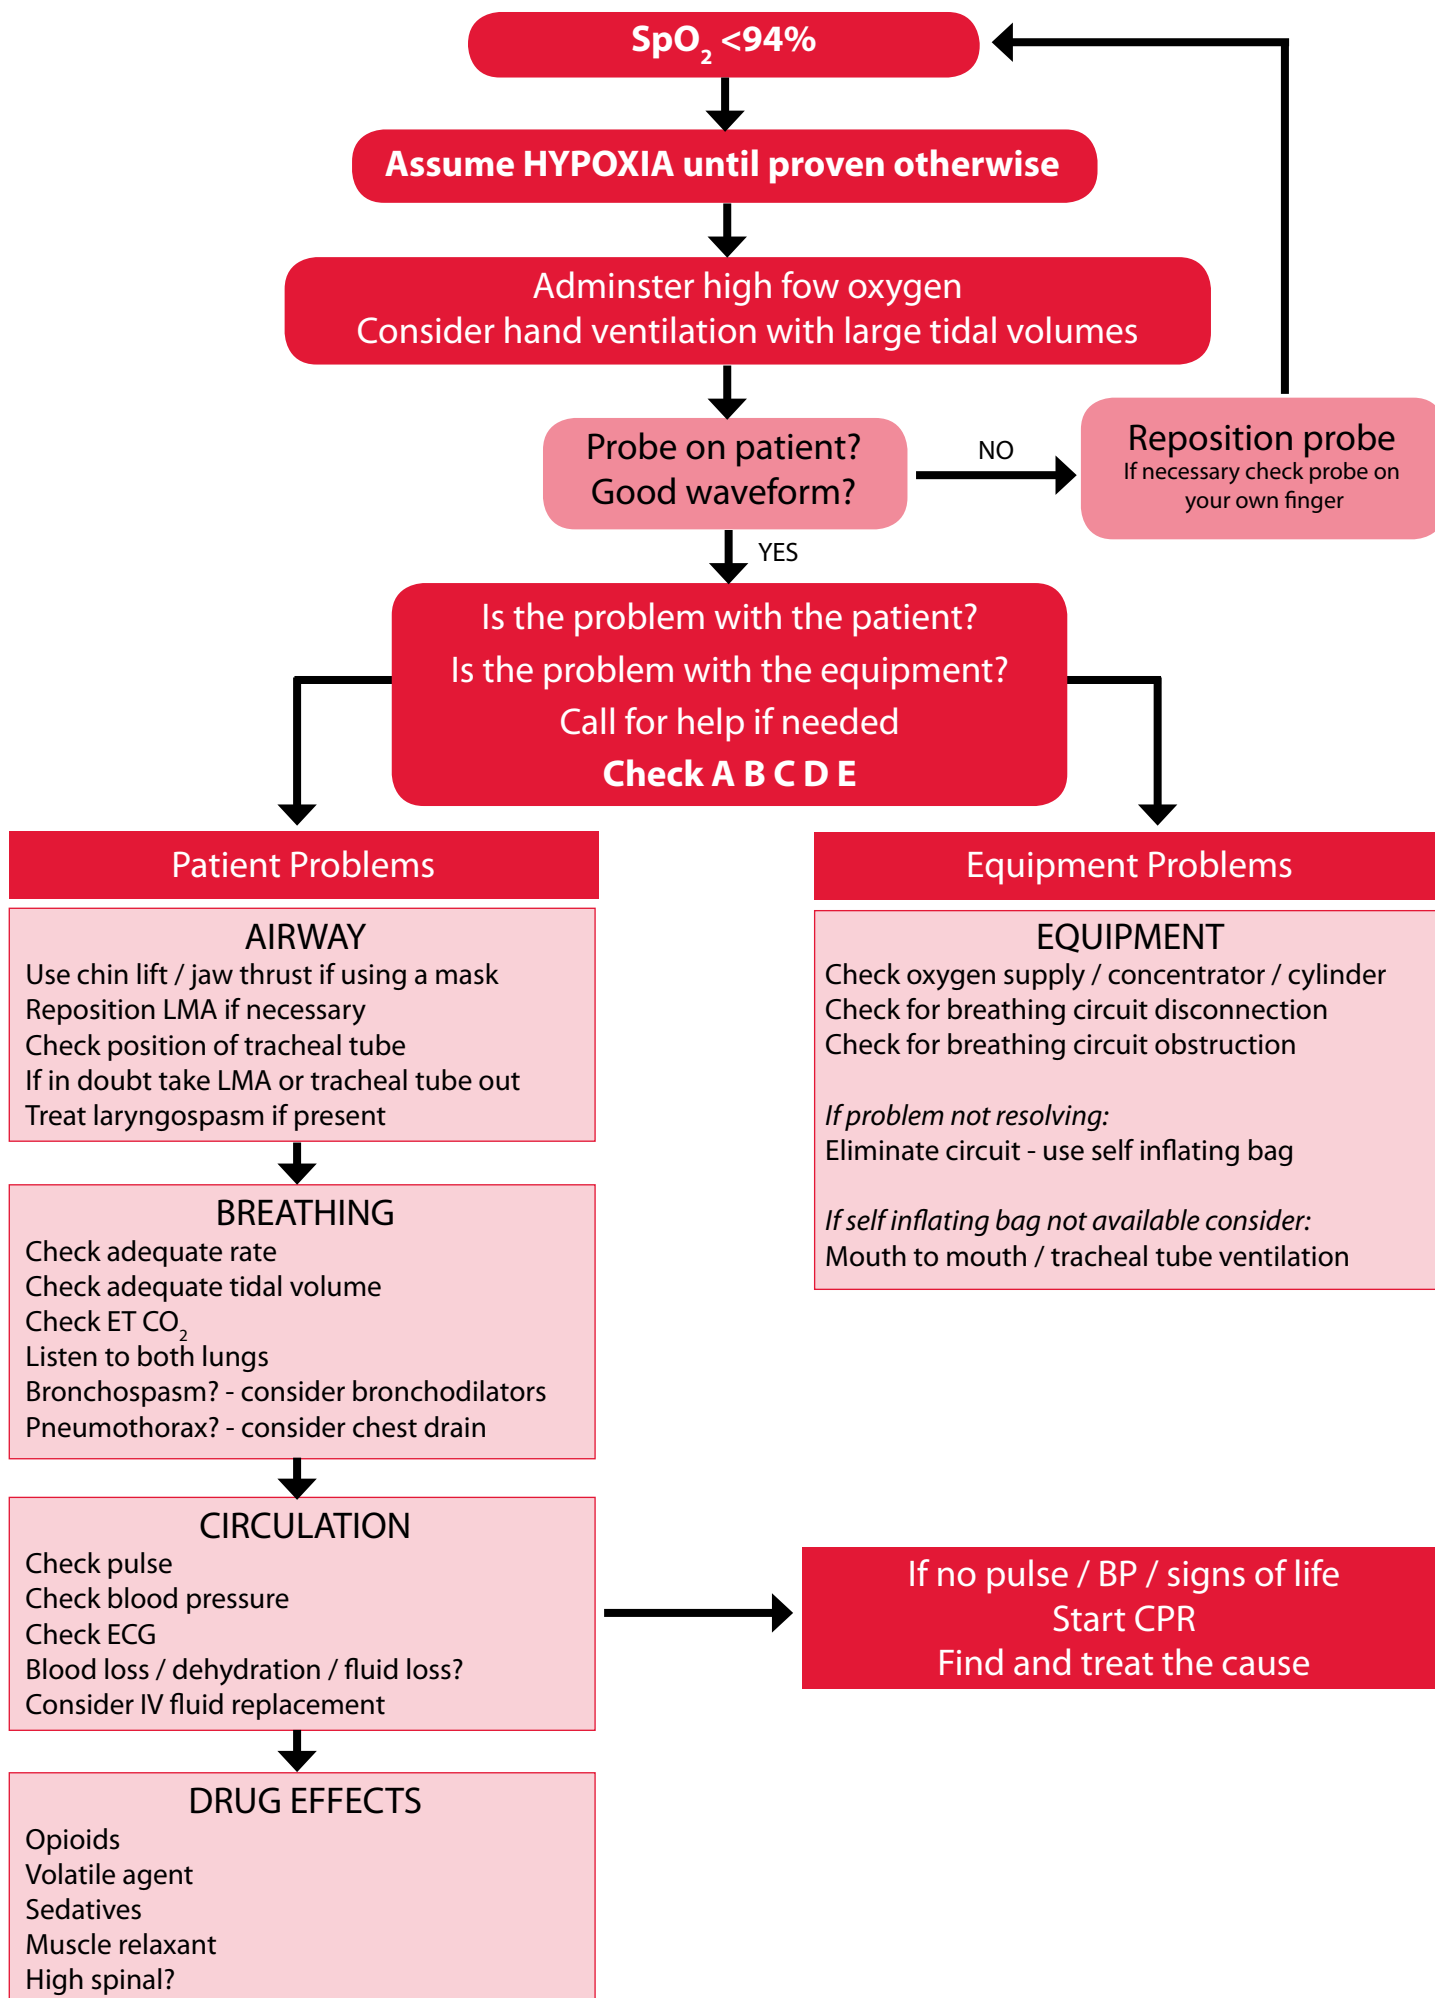 SpO₂ <94%
Assume HYPOXIA until proven otherwise
Adminster high fow oxygen
Consider hand ventilation with large tidal volumes
Probe on patient?
Good waveform?
NO
Reposition probe
If necessary check probe on
your own finger
YES
Is the problem with the patient?
Is the problem with the equipment?
Call for help if needed
Check A B C D E
Patient Problems
AIRWAY
Use chin lift / jaw thrust if using a mask
Reposition LMA if necessary
Check position of tracheal tube
If in doubt take LMA or tracheal tube out
Treat laryngospasm if present
BREATHING
Check adequate rate
Check adequate tidal volume
Check ET CO₂
Listen to both lungs
Bronchospasm? - consider bronchodilators
Pneumothorax? - consider chest drain
CIRCULATION
Check pulse
Check blood pressure
Check ECG
Blood loss / dehydration / fluid loss?
Consider IV fluid replacement
DRUG EFFECTS
Opioids
Volatile agent
Sedatives
Muscle relaxant
High spinal?
Equipment Problems
EQUIPMENT
Check oxygen supply / concentrator / cylinder
Check for breathing circuit disconnection
Check for breathing circuit obstruction
If problem not resolving:
Eliminate circuit - use self inflating bag
If self inflating bag not available consider:
Mouth to mouth / tracheal tube ventilation
If no pulse / BP / signs of life
Start CPR
Find and treat the cause